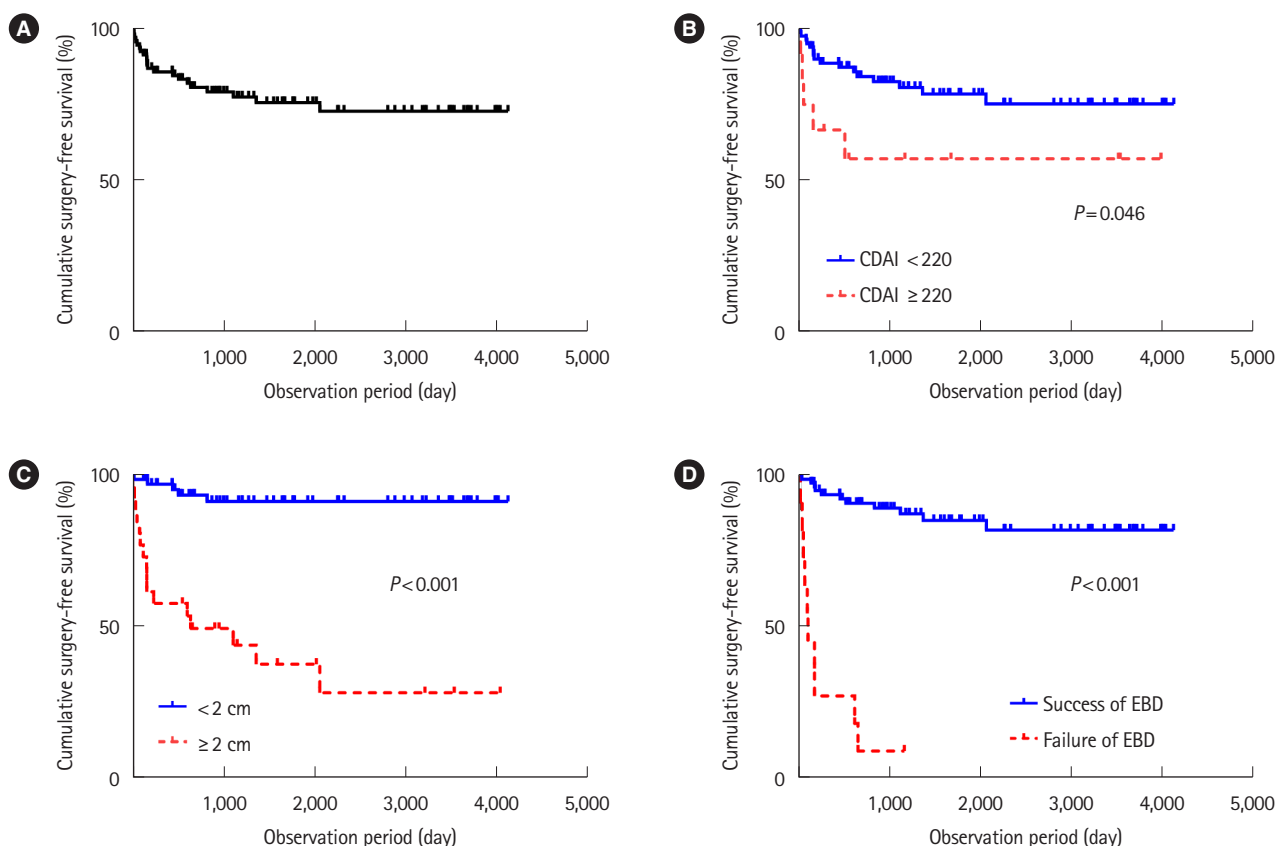 A
Cumulative surgery-free survival (%)
100
50
0
1,000 2,000 3,000 4,000 5,000
Observation period (day)
B
Cumulative surgery-free survival (%)
100
50
0
P=0.046
CDAI <220
CDAI ≥220
1,000 2,000 3,000 4,000 5,000
Observation period (day)
C
Cumulative surgery-free survival (%)
100
50
0
P<0.001
<2 cm
≥2 cm
1,000 2,000 3,000 4,000 5,000
Observation period (day)
D
Cumulative surgery-free survival (%)
100
50
0
P<0.001
Success of EBD
Failure of EBD
1,000 2,000 3,000 4,000 5,000
Observation period (day)